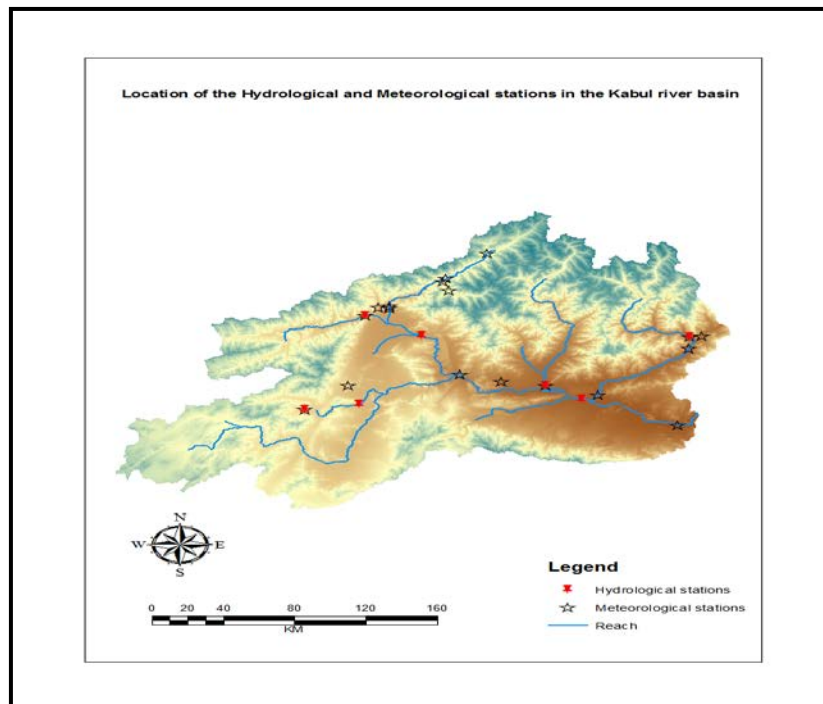 Location of the Hydrological and Meteorological stations in the Kabul river basin
N
W E
S
0 20 40 80 120 160
KM
Legend
Hydrological stations
Meteorological stations
Reach